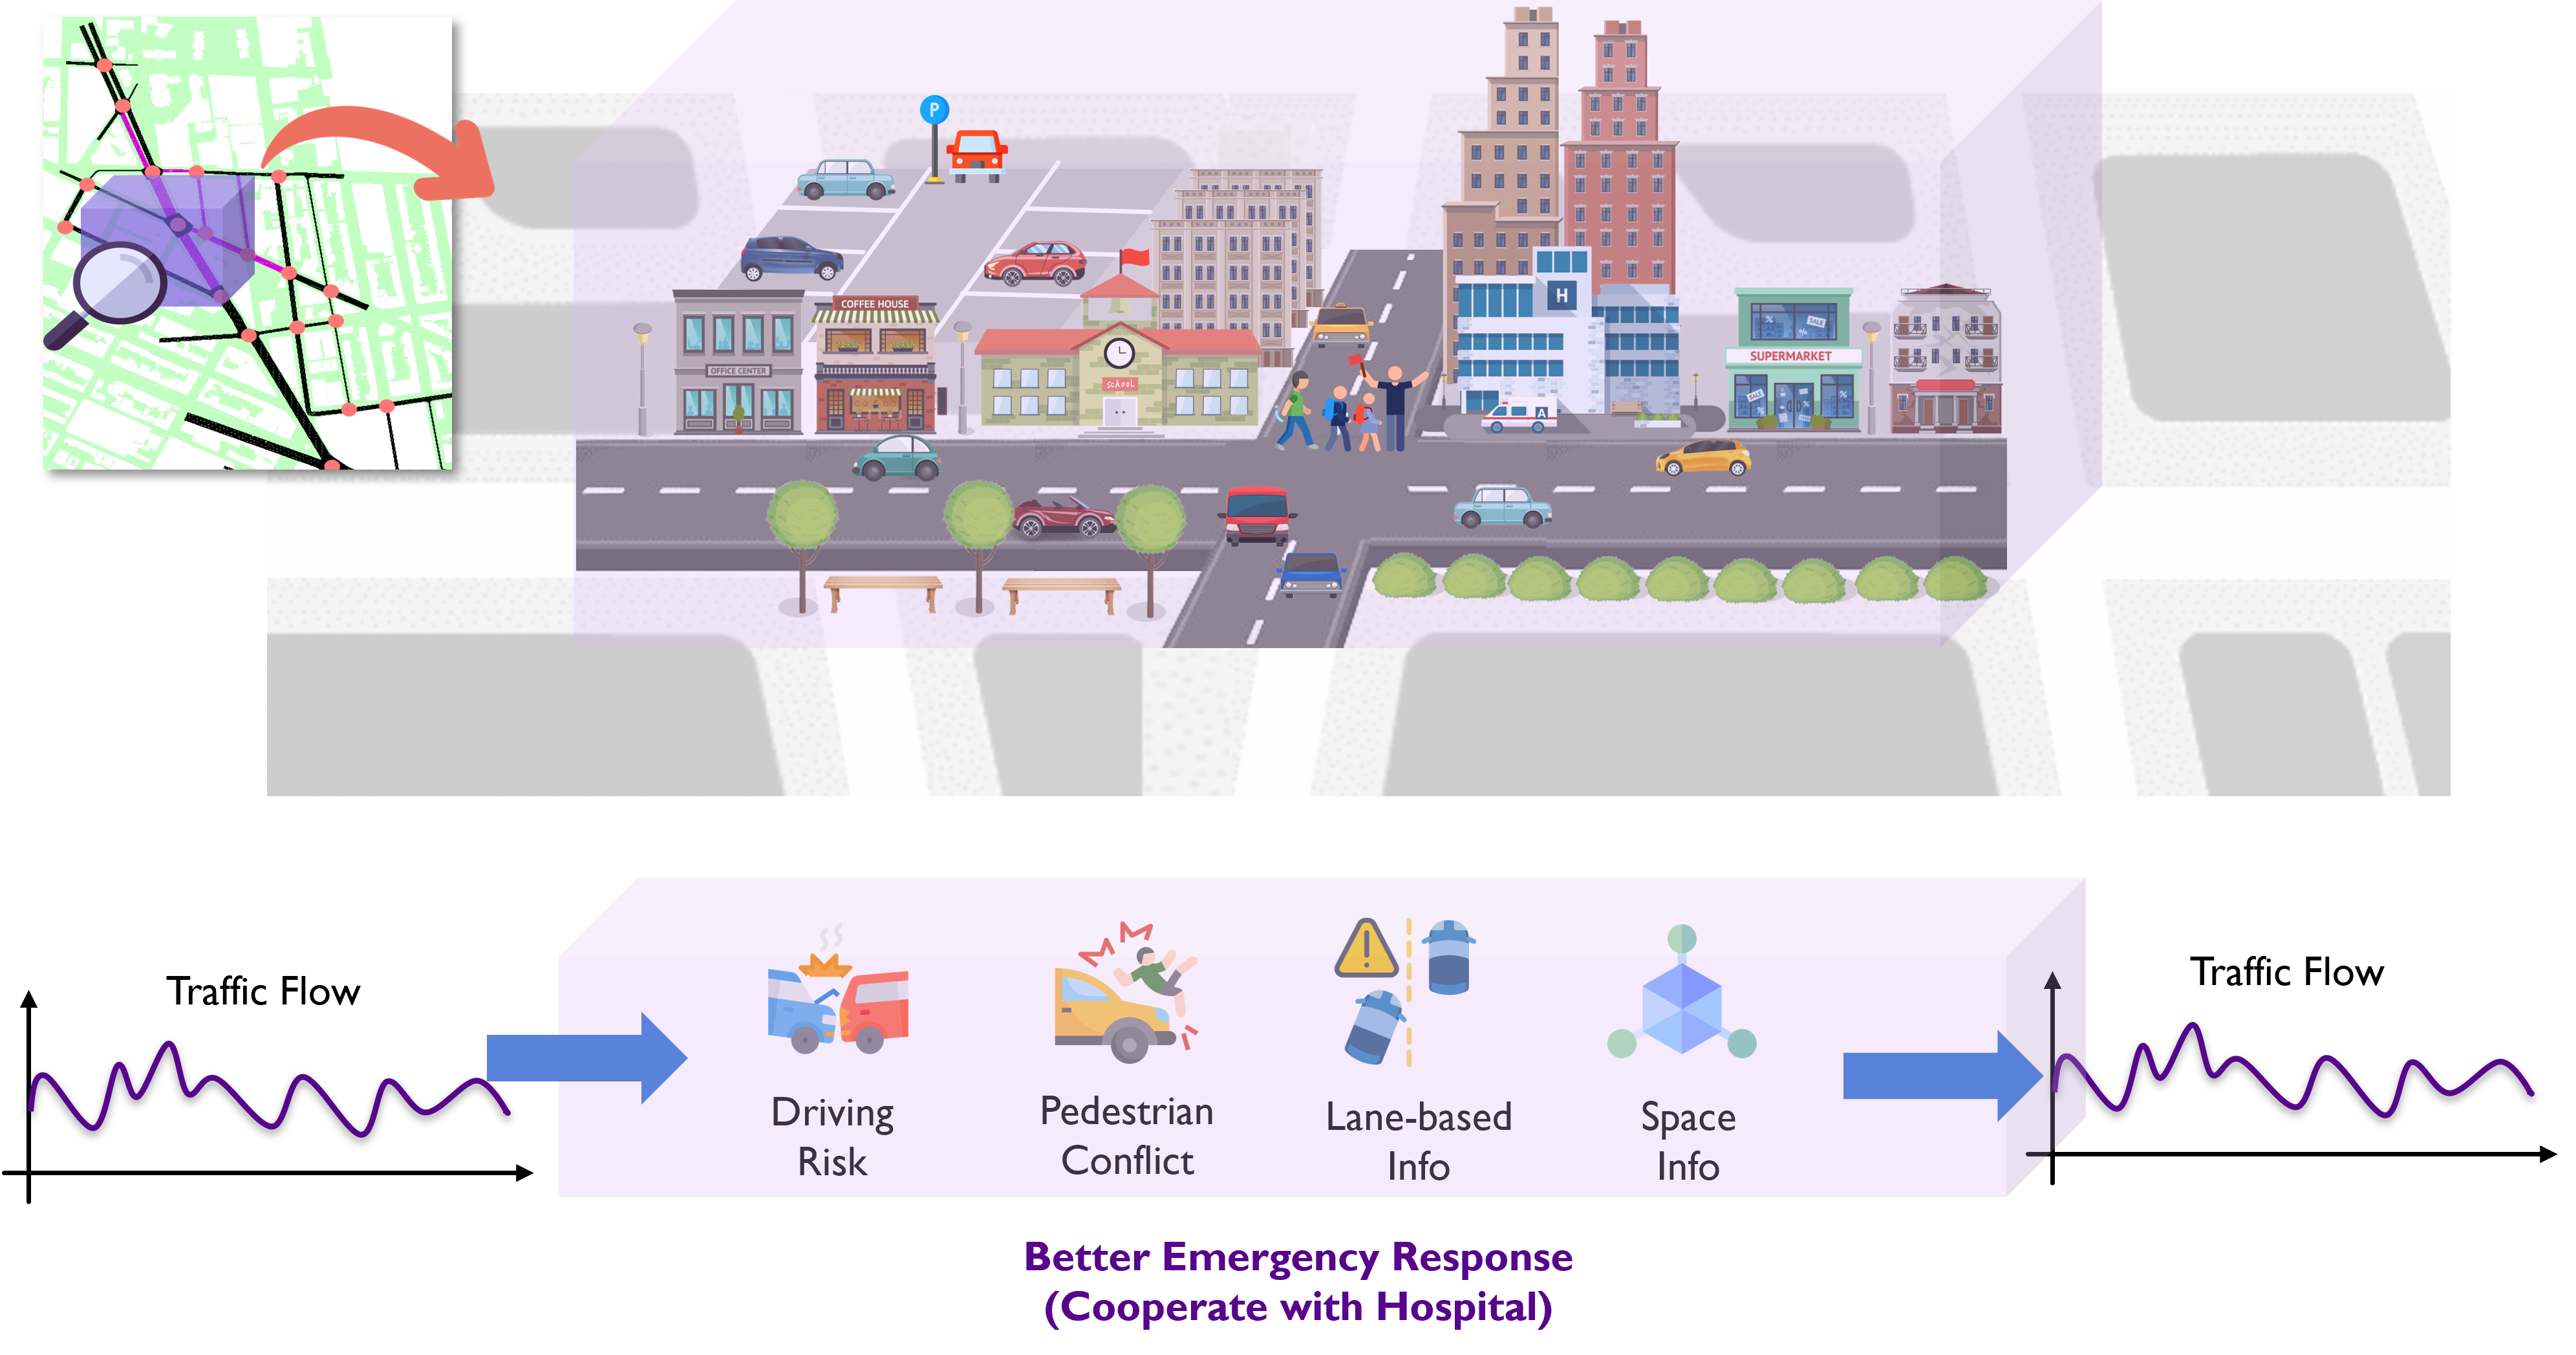 P
COFFEE HOUSE
H
OFFICE CENTER
school
SALE
%
%
SUPERMARKET
SALE
%
%
%
A
Traffic Flow
Traffic Flow
Driving
Risk
Pedestrian
Conflict
Lane-based
Info
Space
Info
Better Emergency Response
(Cooperate with Hospital)